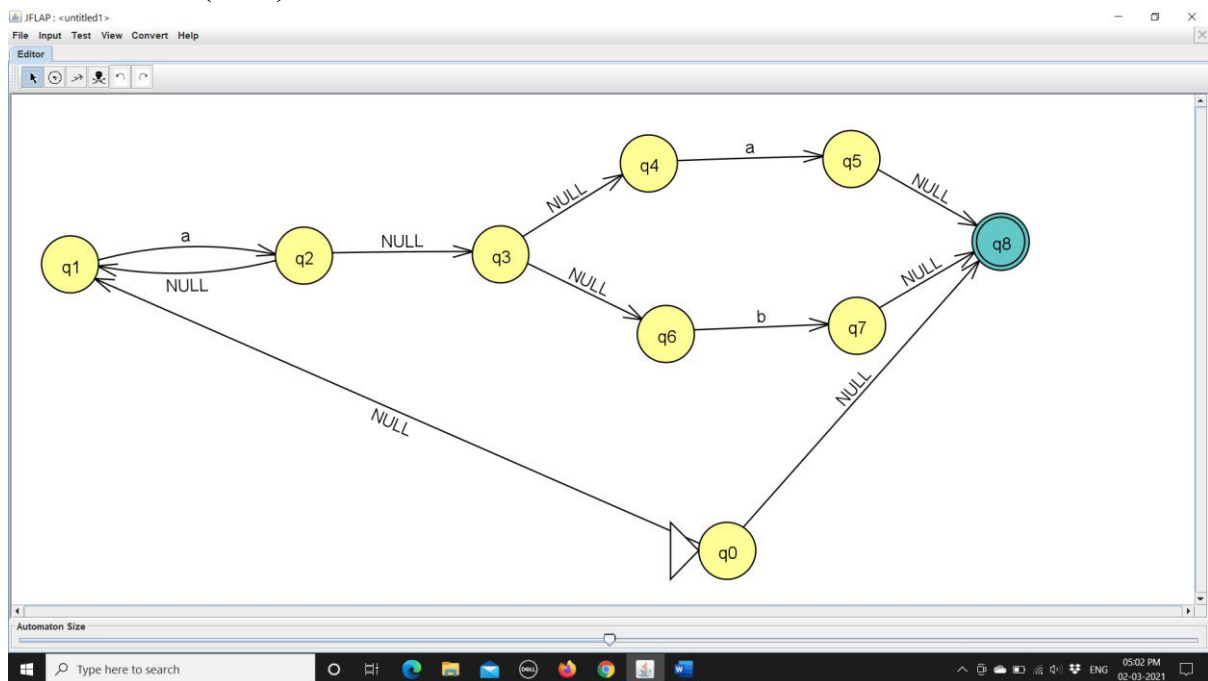 JFLAP : <untitled1>
File Input Test View Convert Help
Editor
a
q4
q5
NULL
NULL
a
q1
q2
NULL
q3
q8
NULL
NULL
NULL
q6
b
q7
NULL
NULL
q0
Automaton Size
Type here to search
DELL
W
ENG
05:02 PM
02-03-2021